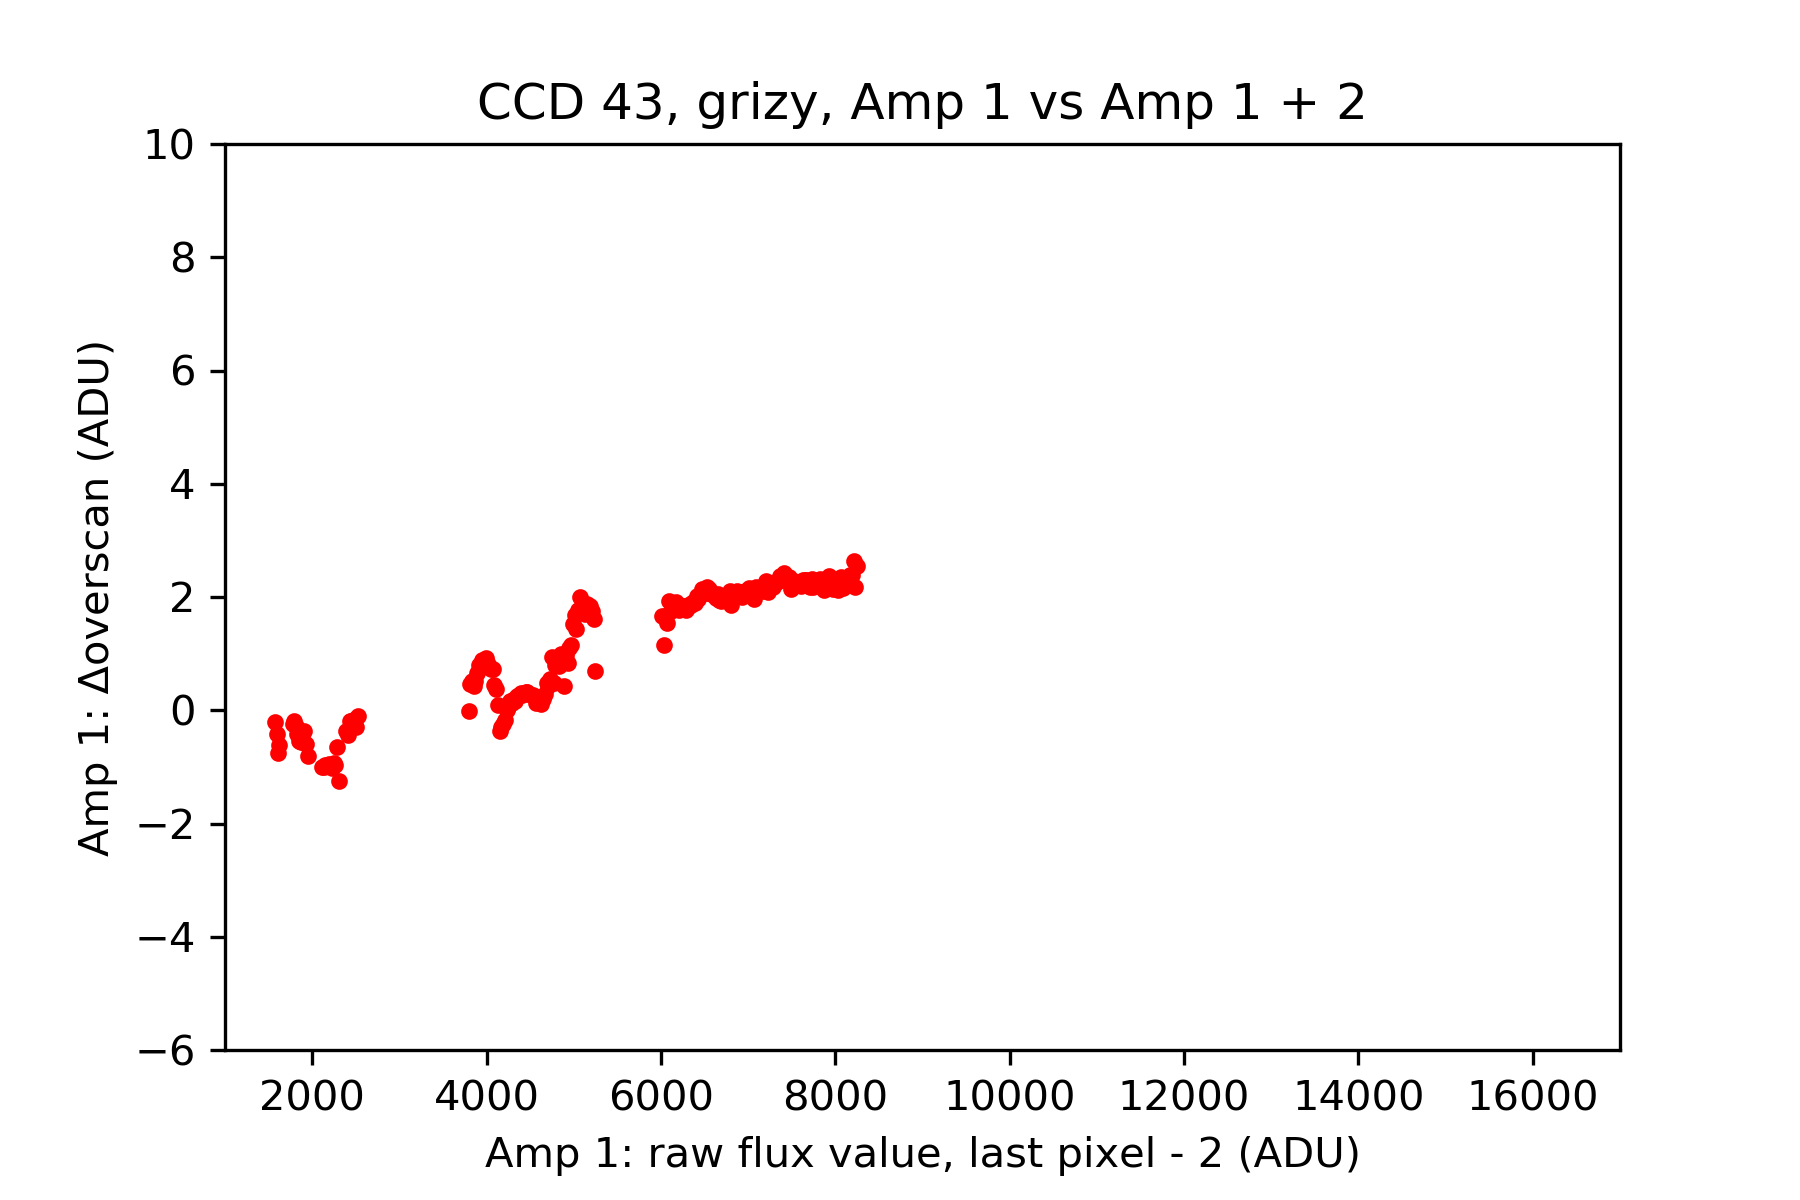 CCD 43, grizy, Amp 1 vs Amp 1 + 2
10
8
6
4
2
0
−2
−4
−6
Amp 1: Δoverscan (ADU)
2000 4000 6000 8000 10000 12000 14000 16000
Amp 1: raw flux value, last pixel - 2 (ADU)